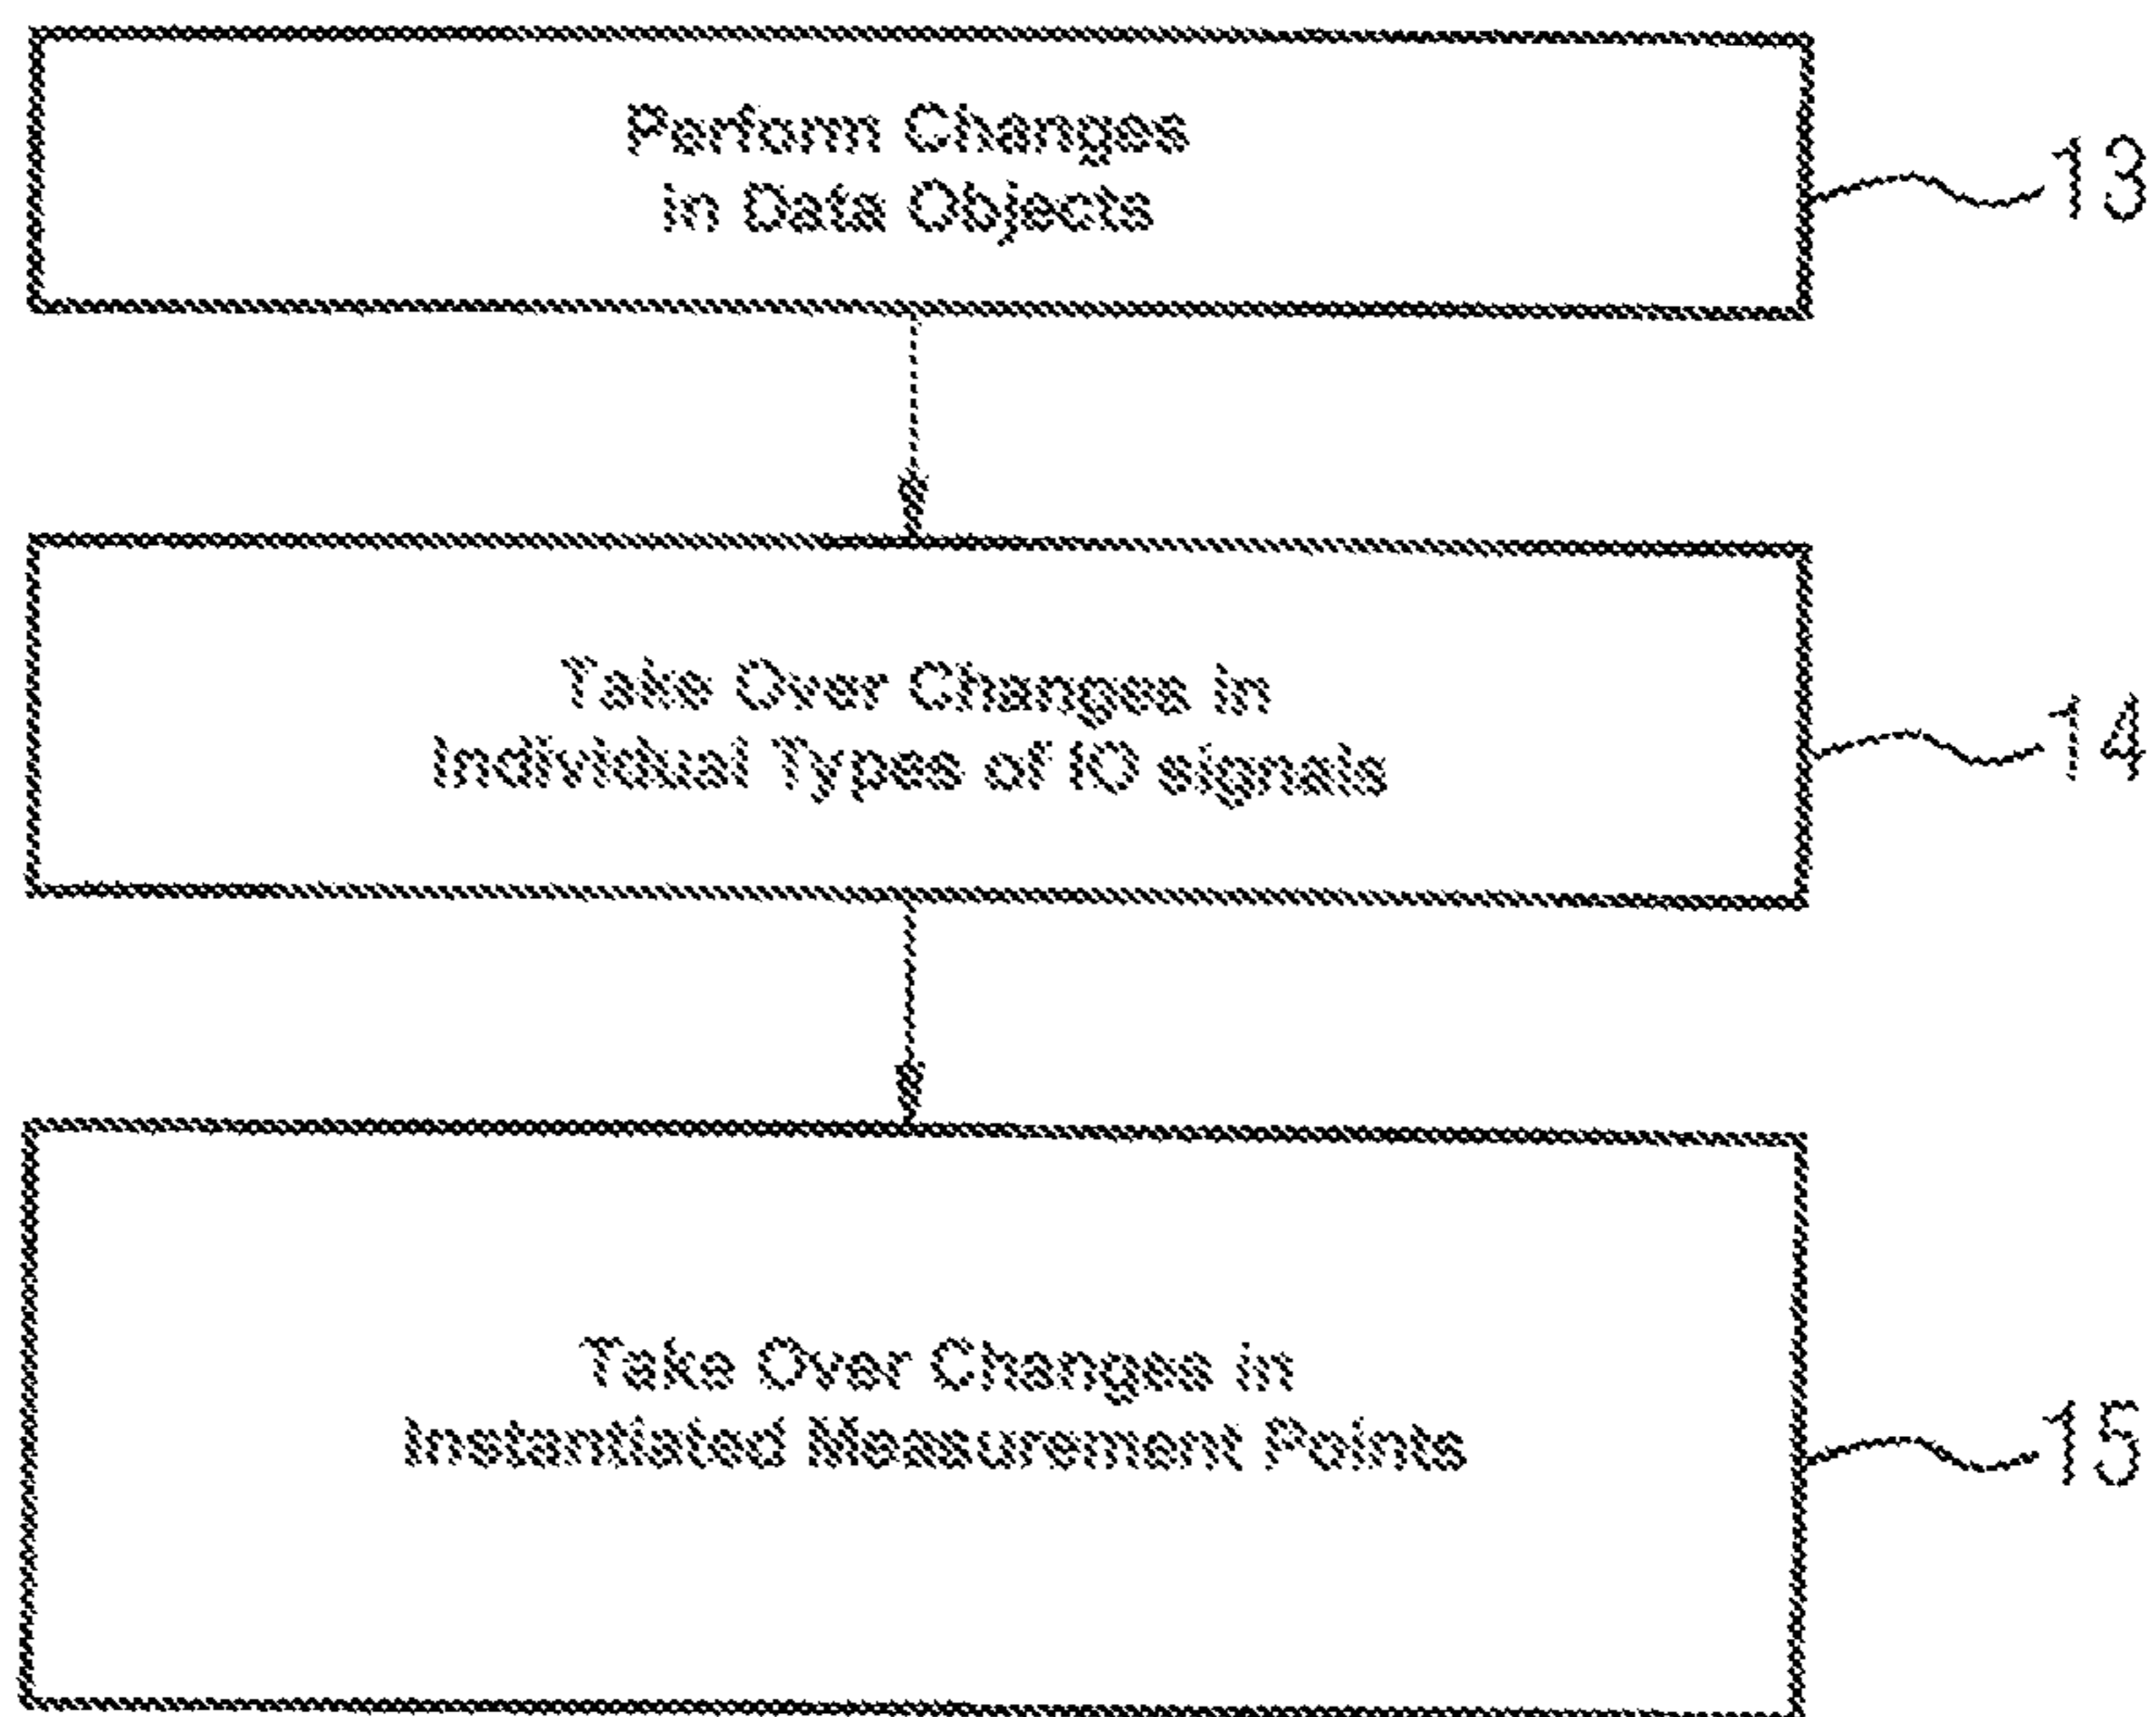 Perform Changes
in Data Objects
13
Take Over Changes in
Individual Types of IO signals
14
Take Over Changes in
Instantiated Measurement Points
15